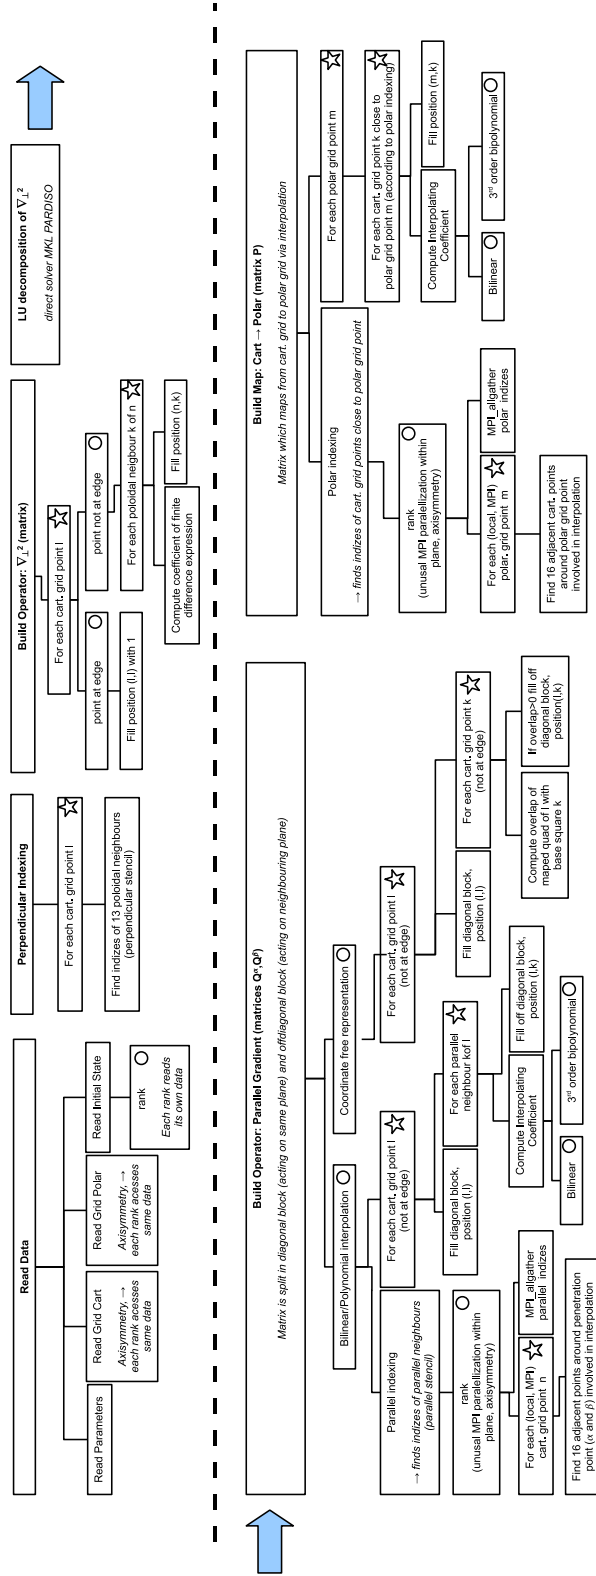 Read Data
Read Parameters
Read Grid Cart
Axisymmetry, →
each rank acesses
same data
Read Grid Polar
Axisymmetry, →
each rank acesses
same data
Read Initial State
rank
Each rank reads
its own data
Perpendicular Indexing
For each cart. grid point l
Find indizes of 13 poloidal neighbours
(perpendicular stencil)
Build Operator: ∇⊥² (matrix)
For each cart. grid point l
point at edge
Fill position (l,l) with 1
point not at edge
For each poloidal neigbour k of n
Compute coefficient of finite
difference expression
Fill position (n,k)
LU decomposition of ∇⊥²
direct solver MKL PARDISO
Build Operator: Parallel Gradient (matrices Qᵅ,Qᵝ)
Matrix is split in diagonal block (acting on same plane) and offdiagonal block (acting on neighbouring plane)
Bilinear/Polynomial interpolation
Parallel indexing
→ finds indizes of parallel neighbours
(parallel stencil)
rank
(unusal MPI paralellization within
plane, axisymmetry)
For each (local, MPI)
cart. grid point n
MPI_allgather
parallel indizes
Find 16 adjacent points around penetration
point (α and β) involved in interpolation
For each cart. grid point l
(not at edge)
Fill diagonal block,
position (l,l)
For each parallel
neighbour kof l
Compute Interpolating
Coefficient
Fill off diagonal block,
position (l,k)
Bilinear
3rd order bipolynomial
Coordinate free representation
For each cart. grid point l
(not at edge)
Fill diagonal block,
position (l,l)
For each cart. grid point k
(not at edge)
Compute overlap of
maped quad of l with
base square k
If overlap>0 fill off
diagonal block,
position(l,k)
Build Map: Cart → Polar (matrix P)
Matrix which maps from cart. grid to polar grid via interpolation
Polar indexing
→ finds indizes of cart. grid points close to polar grid point
rank
(unusal MPI paralellization within
plane, axisymmetry)
For each (local, MPI)
polar. grid point m
MPI_allgather
polar indizes
Find 16 adjacent cart. points
around polar grid point
involved in interpolation
For each polar grid point m
For each cart. grid point k close to
polar grid point m (according to polar indexing)
Compute Interpolating
Coefficient
Fill position (m,k)
Bilinear
3rd order bipolynomial